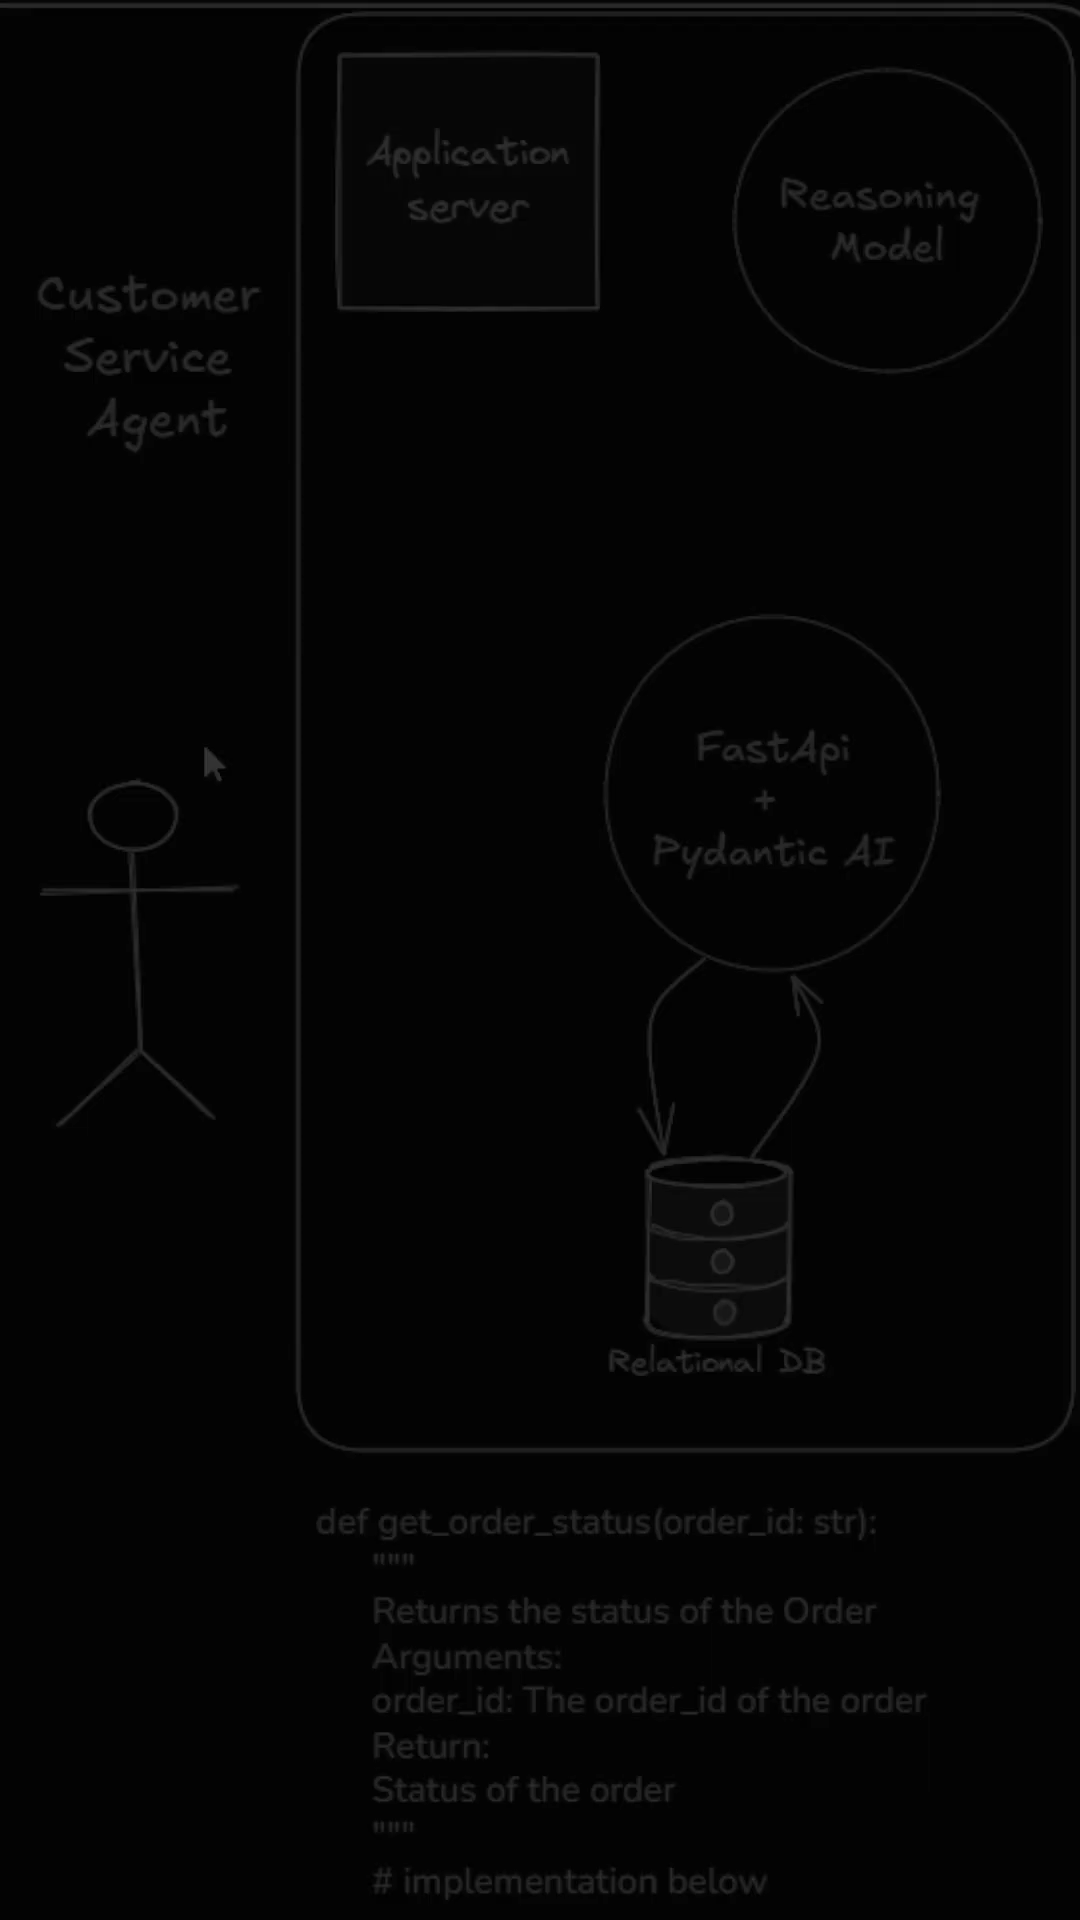 Application
server
Reasoning
Model
Customer
Service
Agent
FastApi
+
Pydantic AI
Relational DB
def get_order_status(order_id: str):
"""
Returns the status of the Order
Arguments:
order_id: The order_id of the order
Return:
Status of the order
"""
# implementation below